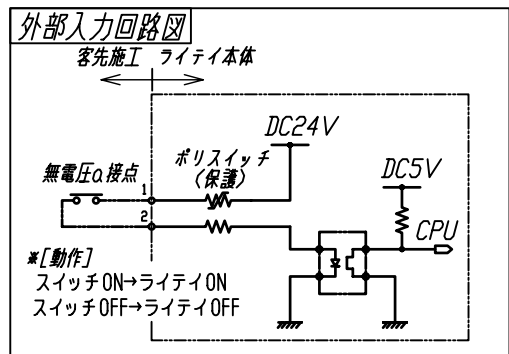 外部入力回路図
客先施工 ライテイ本体
DC24V
ポリスイッチ
(保護)
DC5V
無電圧a接点
1
2
CPU
※[動作]
スイッチON→ライテイON
スイッチOFF→ライテイOFF